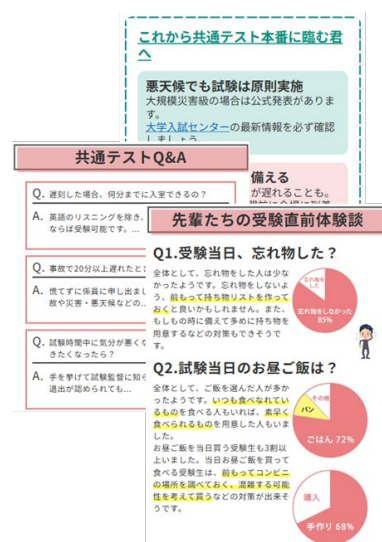 これから共通テスト本番に臨む君
へ
悪天候でも試験は原則実施
大規模災害級の場合は公式発表がありま
す。
大学入試センターの最新情報を必ず確認
しましょう。
備える
が遅れることも。
共通テストQ&A
Q. 遅刻した場合、何分までに入室できるの？
A. 英語のリスニングを除き、
ならば受験可能です。…
Q. 事故で20分以上遅れたとき
A. 慌てずに係員に申し出まし
故や災害・悪天候などの…
Q. 試験時間中に気分が悪くな
きたくなったら？
A. 手を挙げて試験監督に知ら
退出が認められても…
先輩たちの受験直前体験談
Q1.受験当日、忘れ物した？
全体として、忘れ物をした人は少な
かったようです。忘れ物をしないよ
う、前もって持ち物リストを作って
おくと良いかもしれません。また、
もしもの時に備えて多めに持ち物を
用意するなどの対策もできそうで
す。
忘れ物を
した
忘れ物をしなかった
85%
Q2.試験当日のお昼ご飯は？
全体として、ご飯を選んだ人が多か
ったようです。いつも食べなれてい
るものを食べる人もいれば、素早く
食べられるものを用意した人もいま
した。
お昼ご飯を当日買う受験生も3割以
上いました。当日お昼ご飯を買って
食べる受験生は、前もってコンビニ
の場所を調べておく、混雑する可能
性を考えて買うなどの対策が出来そ
うです。
その他
パン
ごはん 72%
購入
手作り 68%